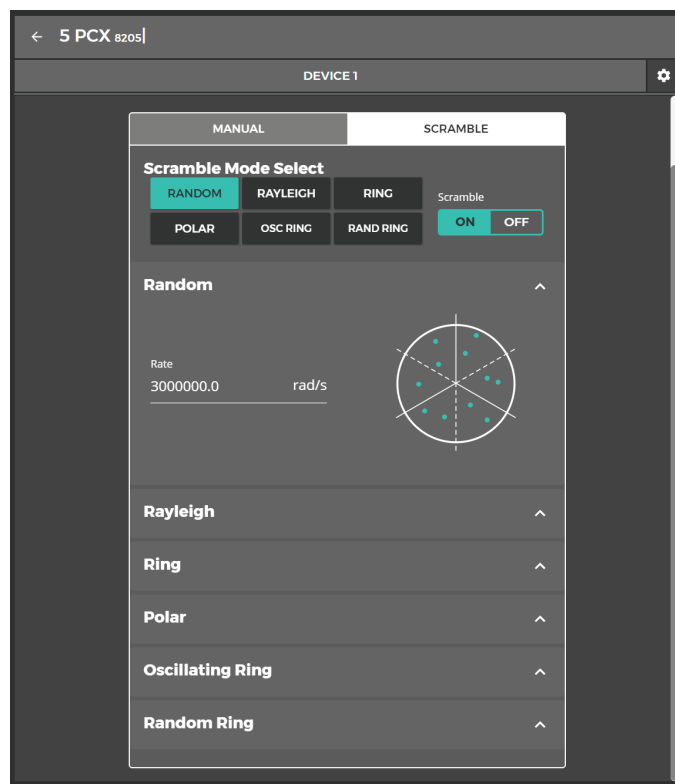 5 PCX 8205
DEVICE 1
MANUAL SCRAMBLE
Scramble Mode Select
RANDOM RAYLEIGH RING
Scramble
POLAR OSC RING RAND RING
ON OFF
Random
Rate
3000000.0 rad/s
Rayleigh
Ring
Polar
Oscillating Ring
Random Ring